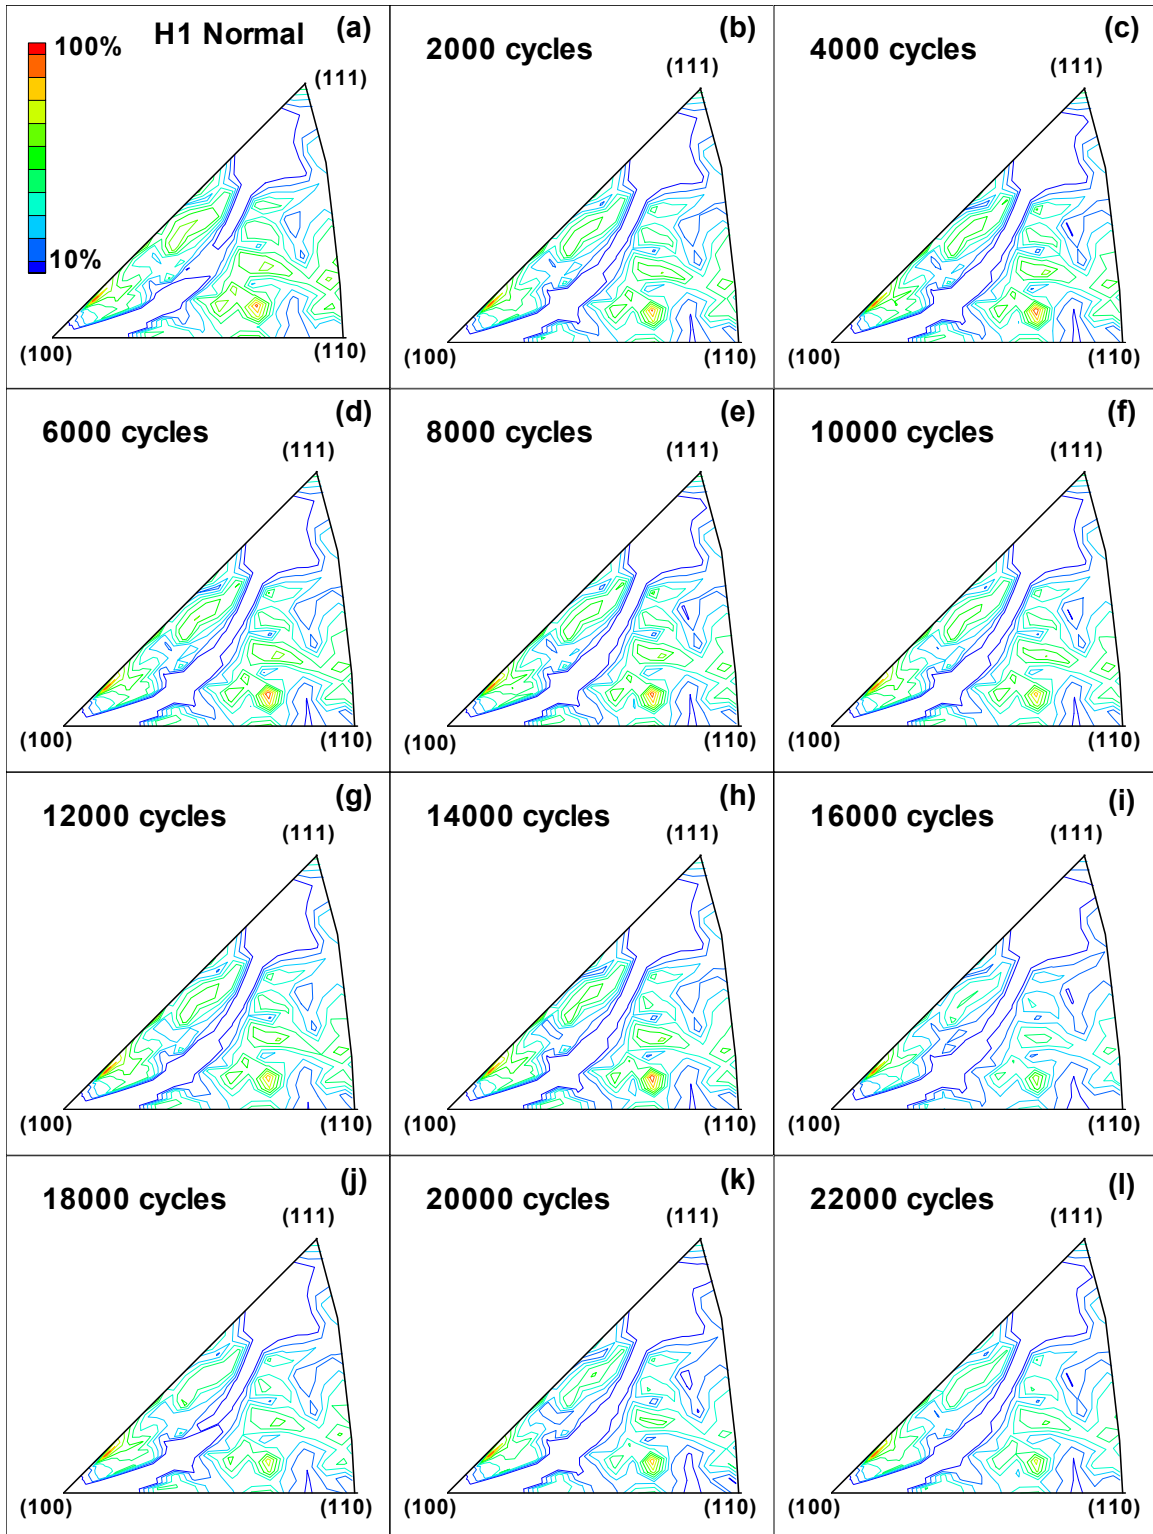 H1 Normal
(a)
100%
10%
(111)
(100)
(110)
2000 cycles
(b)
(111)
(100)
(110)
4000 cycles
(c)
(111)
(100)
(110)
6000 cycles
(d)
(111)
(100)
(110)
8000 cycles
(e)
(111)
(100)
(110)
10000 cycles
(f)
(111)
(100)
(110)
12000 cycles
(g)
(111)
(100)
(110)
14000 cycles
(h)
(111)
(100)
(110)
16000 cycles
(i)
(111)
(100)
(110)
18000 cycles
(j)
(111)
(100)
(110)
20000 cycles
(k)
(111)
(100)
(110)
22000 cycles
(l)
(111)
(100)
(110)